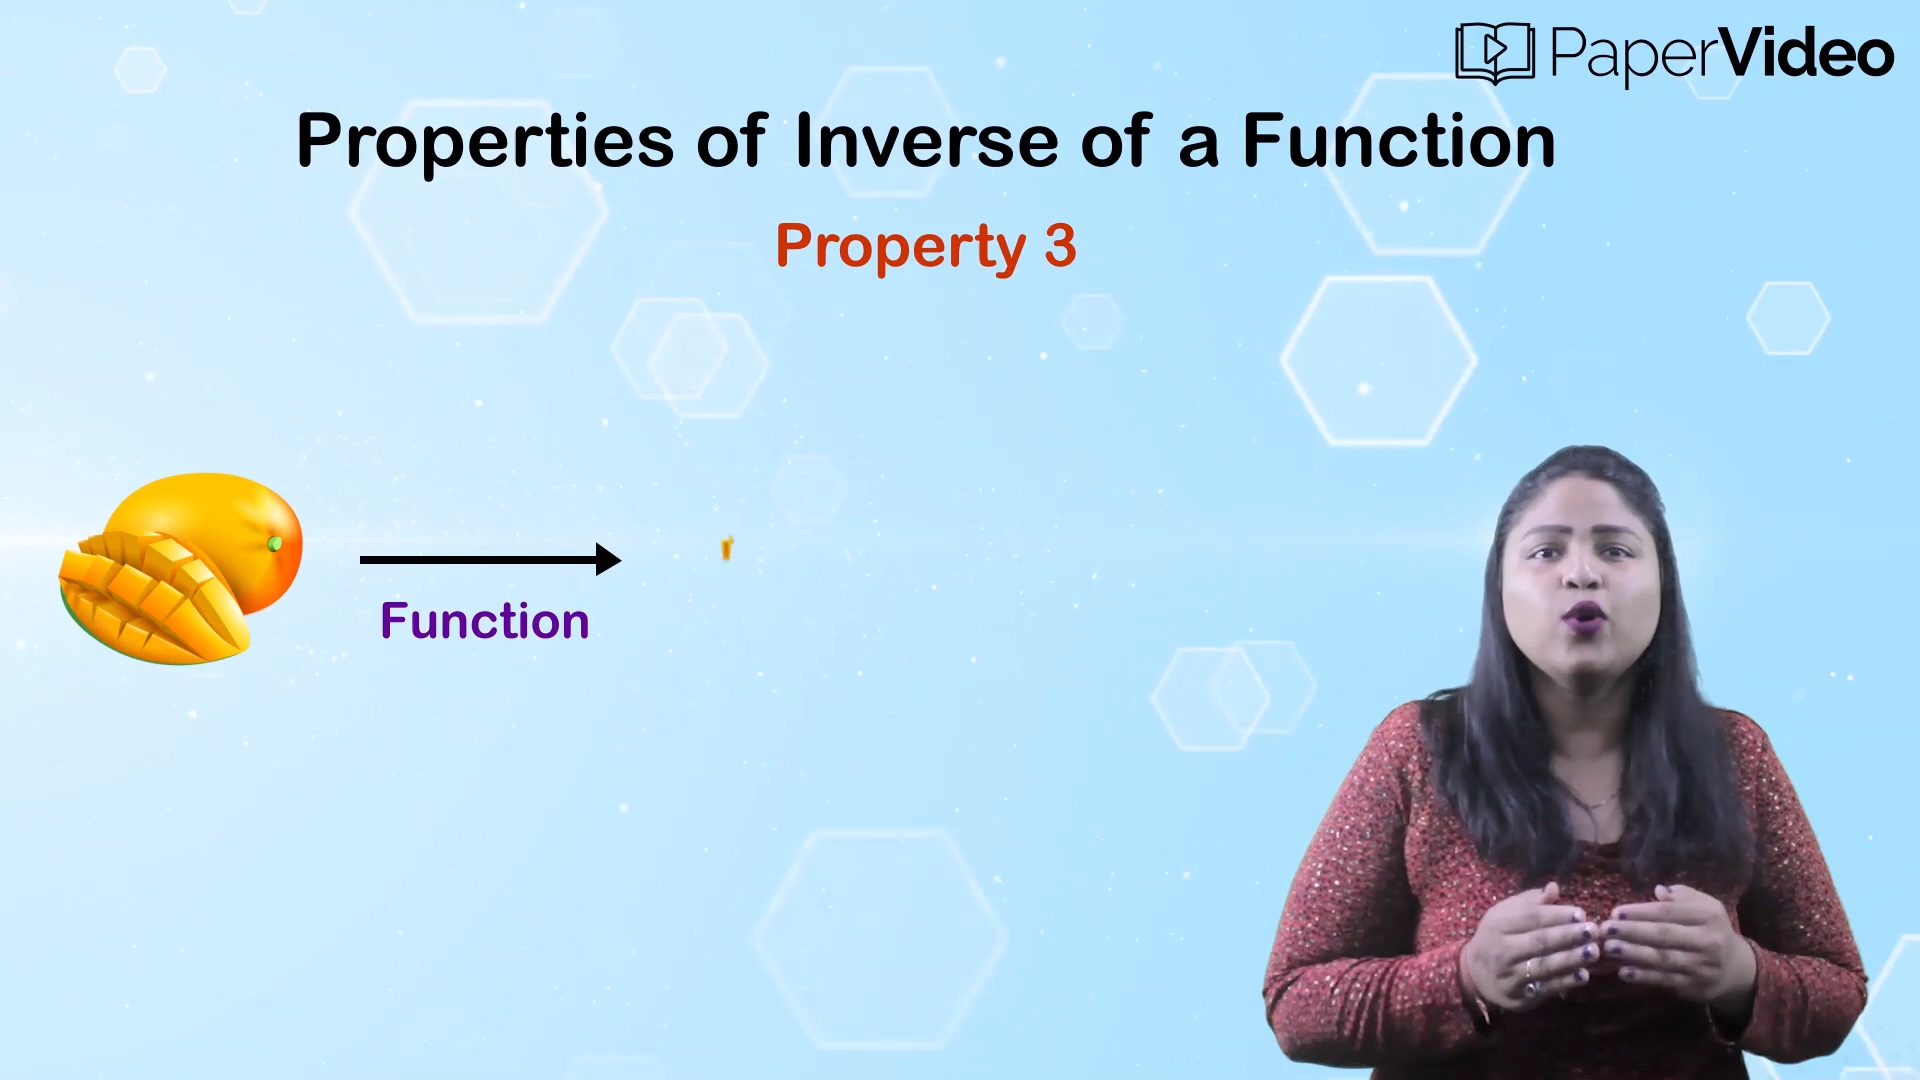 PaperVideo
Properties of Inverse of a Function
Property 3
Function